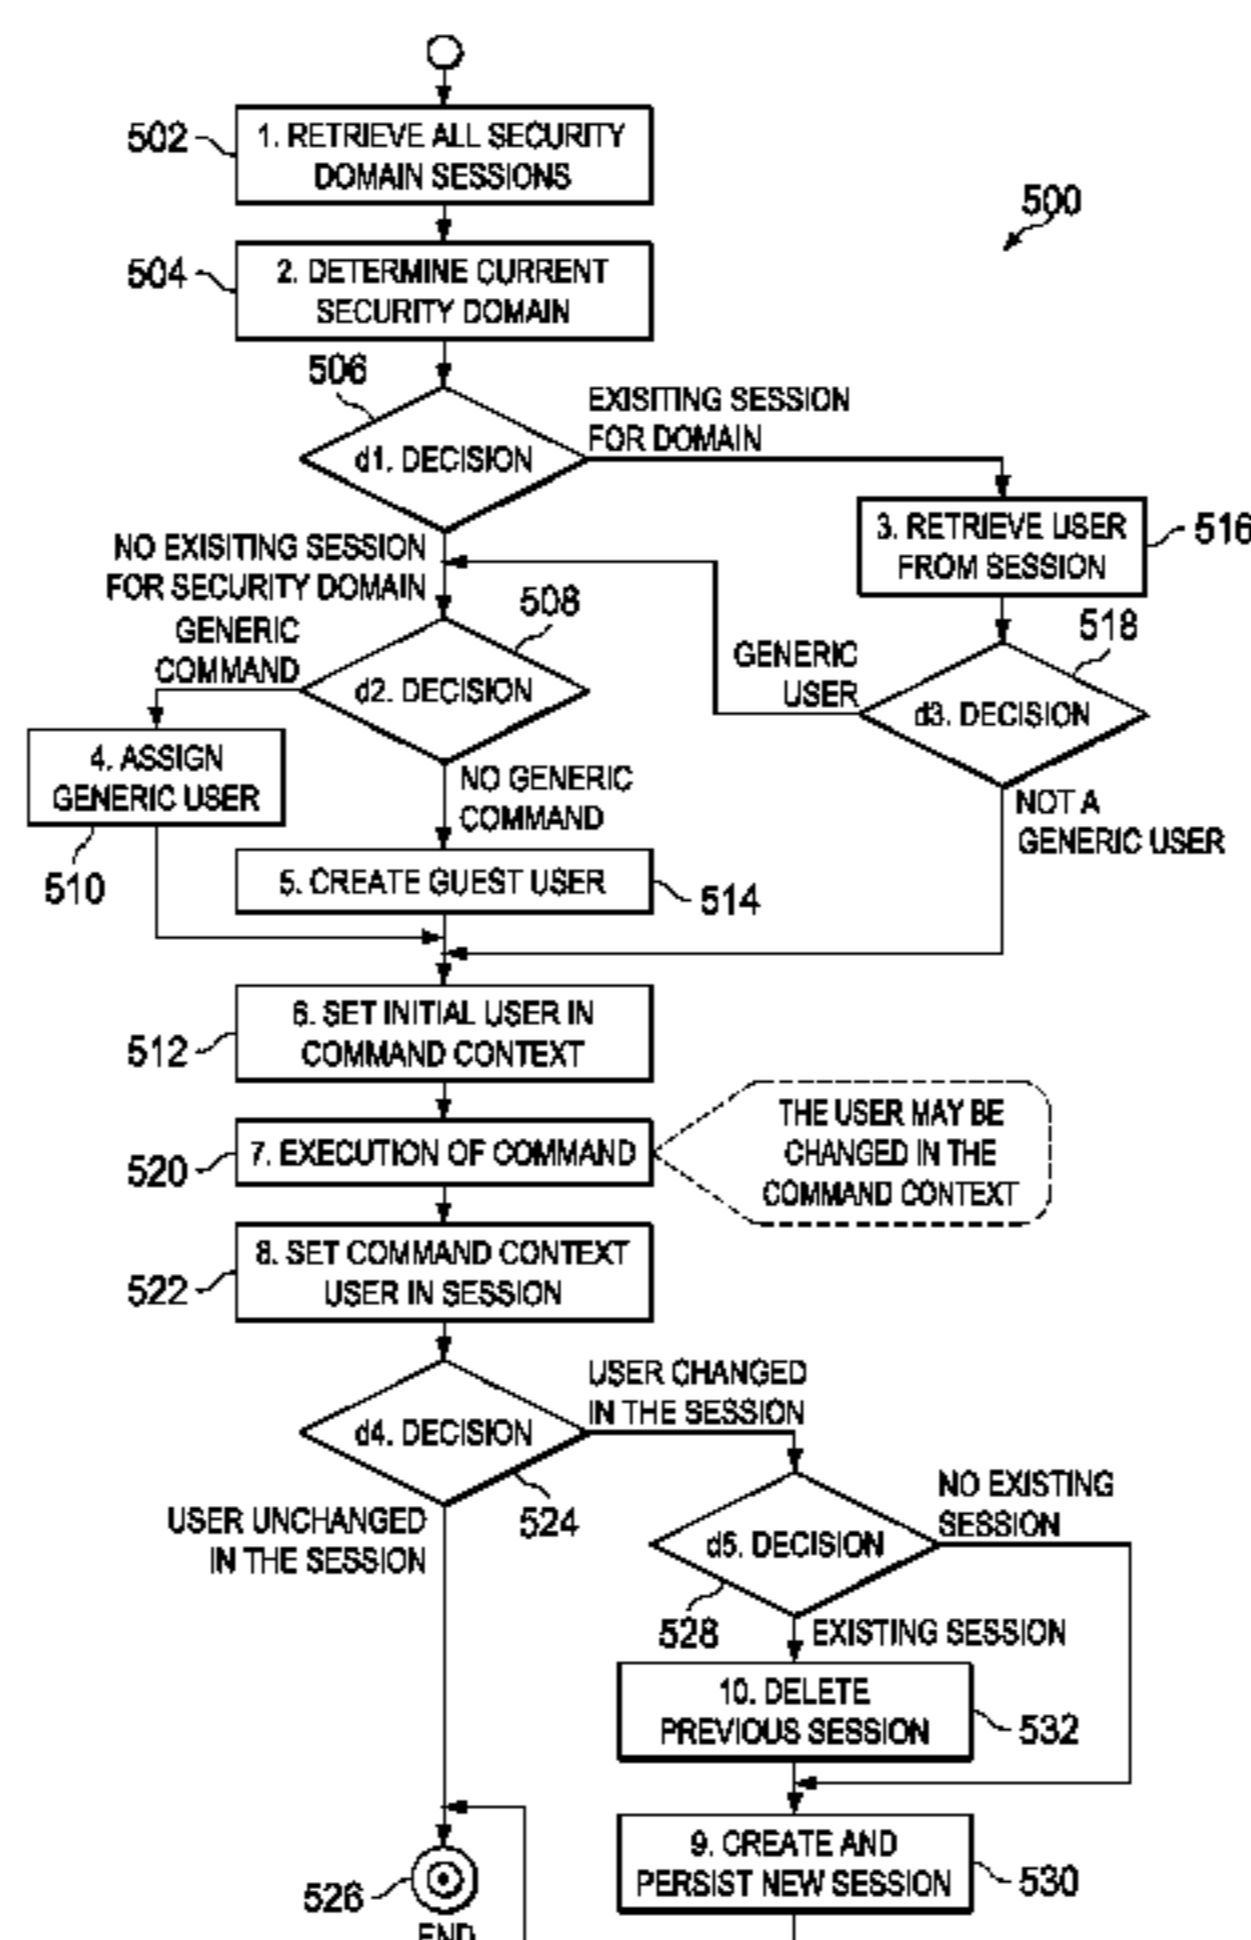 502
1. RETRIEVE ALL SECURITY
DOMAIN SESSIONS
500
504
2. DETERMINE CURRENT
SECURITY DOMAIN
506
d1. DECISION
EXISITING SESSION
FOR DOMAIN
3. RETRIEVE USER
FROM SESSION
516
NO EXISITING SESSION
FOR SECURITY DOMAIN
508
GENERIC
COMMAND
d2. DECISION
518
GENERIC
USER
d3. DECISION
4. ASSIGN
GENERIC USER
510
NO GENERIC
COMMAND
NOT A
GENERIC USER
5. CREATE GUEST USER
514
6. SET INITIAL USER IN
COMMAND CONTEXT
512
7. EXECUTION OF COMMAND
520
THE USER MAY BE
CHANGED IN THE
COMMAND CONTEXT
8. SET COMMAND CONTEXT
USER IN SESSION
522
d4. DECISION
524
USER CHANGED
IN THE SESSION
USER UNCHANGED
IN THE SESSION
d5. DECISION
528
NO EXISTING
SESSION
EXISTING SESSION
10. DELETE
PREVIOUS SESSION
532
9. CREATE AND
PERSIST NEW SESSION
530
526
END